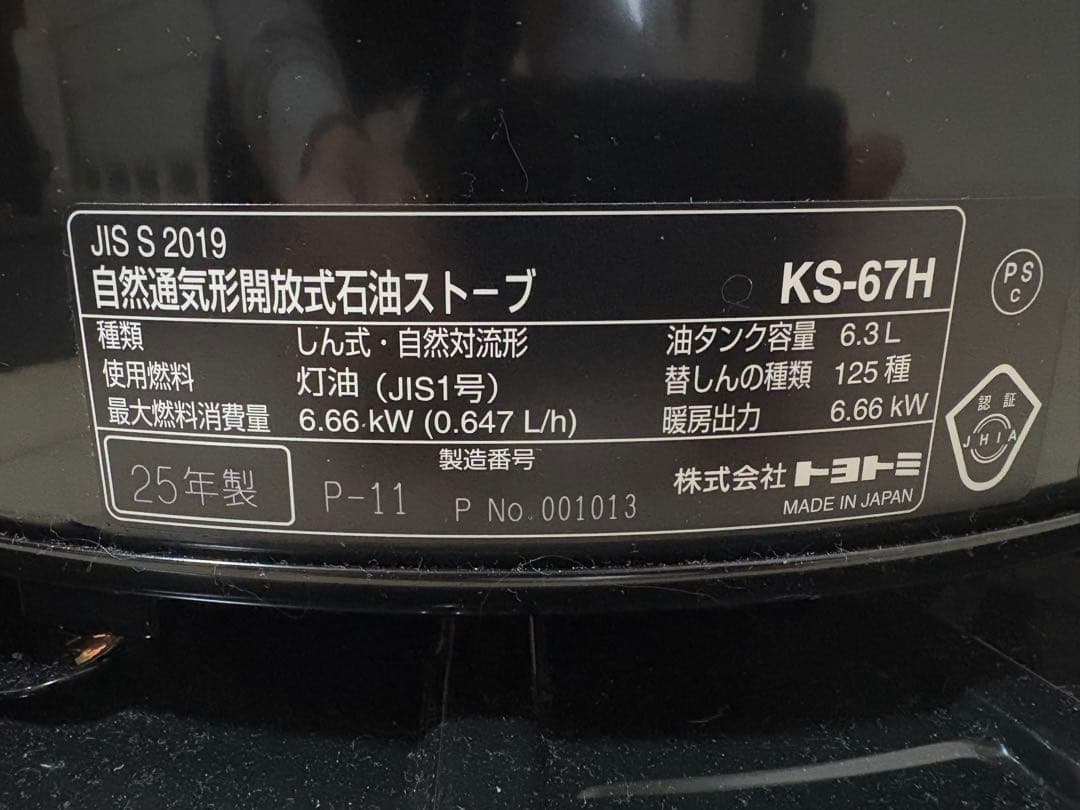 JIS S 2019
自然通気形開放式石油ストーブ KS-67H
種類 しん式・自然対流形 油タンク容量 6.3 L
使用燃料 灯油（JIS1号） 替しんの種類 125 種
最大燃料消費量 6.66 kW (0.647 L/h) 暖房出力 6.66 kW
製造番号
25年製 P-11 P No.001013 株式会社 トヨトミ
MADE IN JAPAN
PS
C
認証
JHIA